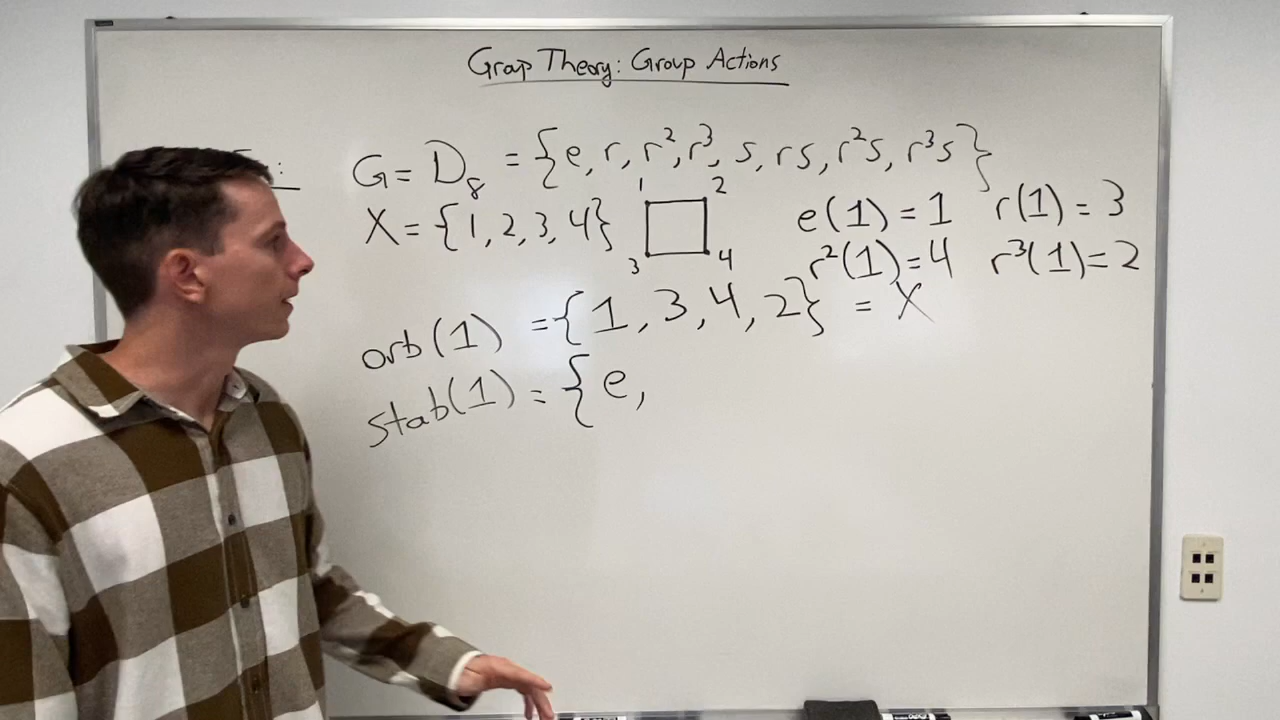 Group Theory: Group Actions
G = D₈ = {e, r, r², r³, s, rs, r²s, r³s}
X = {1, 2, 3, 4}
1 2
3 4
e(1) = 1 r(1) = 3
r²(1) = 4 r³(1) = 2
orb(1) = {1, 3, 4, 2} = X
stab(1) = {e,